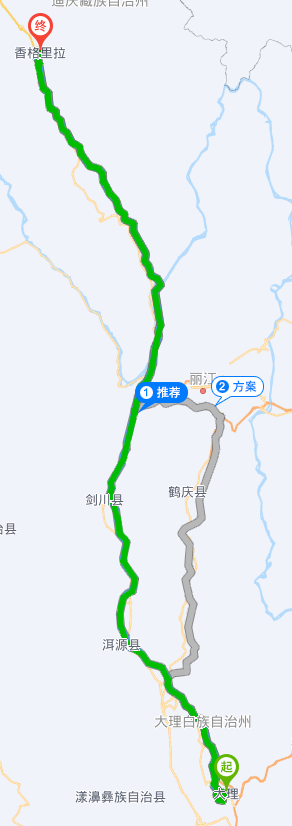 迪庆藏族自治州
终
香格里拉
丽江
1 推荐
2 方案
鹤庆县
剑川县
治县
洱源县
大理白族自治州
起
大理
漾濞彝族自治县